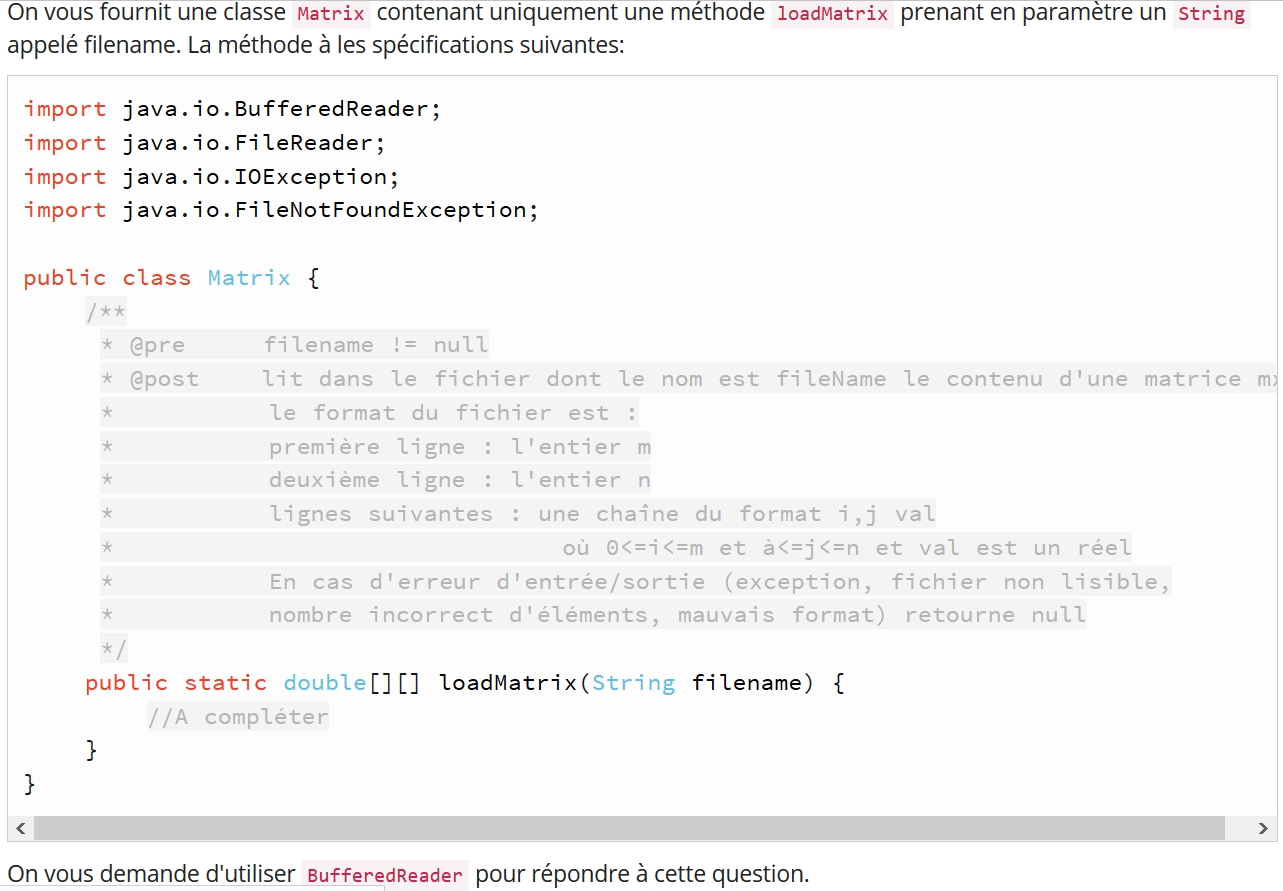 On vous fournit une classe Matrix contenant uniquement une méthode loadMatrix prenant en paramètre un String
appelé filename. La méthode à les spécifications suivantes:
import java.io.BufferedReader;
import java.io.FileReader;
import java.io.IOException;
import java.io.FileNotFoundException;
public class Matrix {
/**
* @pre filename != null
* @post lit dans le fichier dont le nom est fileName le contenu d'une matrice mx
* le format du fichier est :
* première ligne : l'entier m
* deuxième ligne : l'entier n
* lignes suivantes : une chaîne du format i,j val
* où 0<=i<=m et à<=j<=n et val est un réel
* En cas d'erreur d'entrée/sortie (exception, fichier non lisible,
* nombre incorrect d'éléments, mauvais format) retourne null
*/
public static double[][] loadMatrix(String filename) {
//A compléter
}
}
On vous demande d'utiliser BufferedReader pour répondre à cette question.